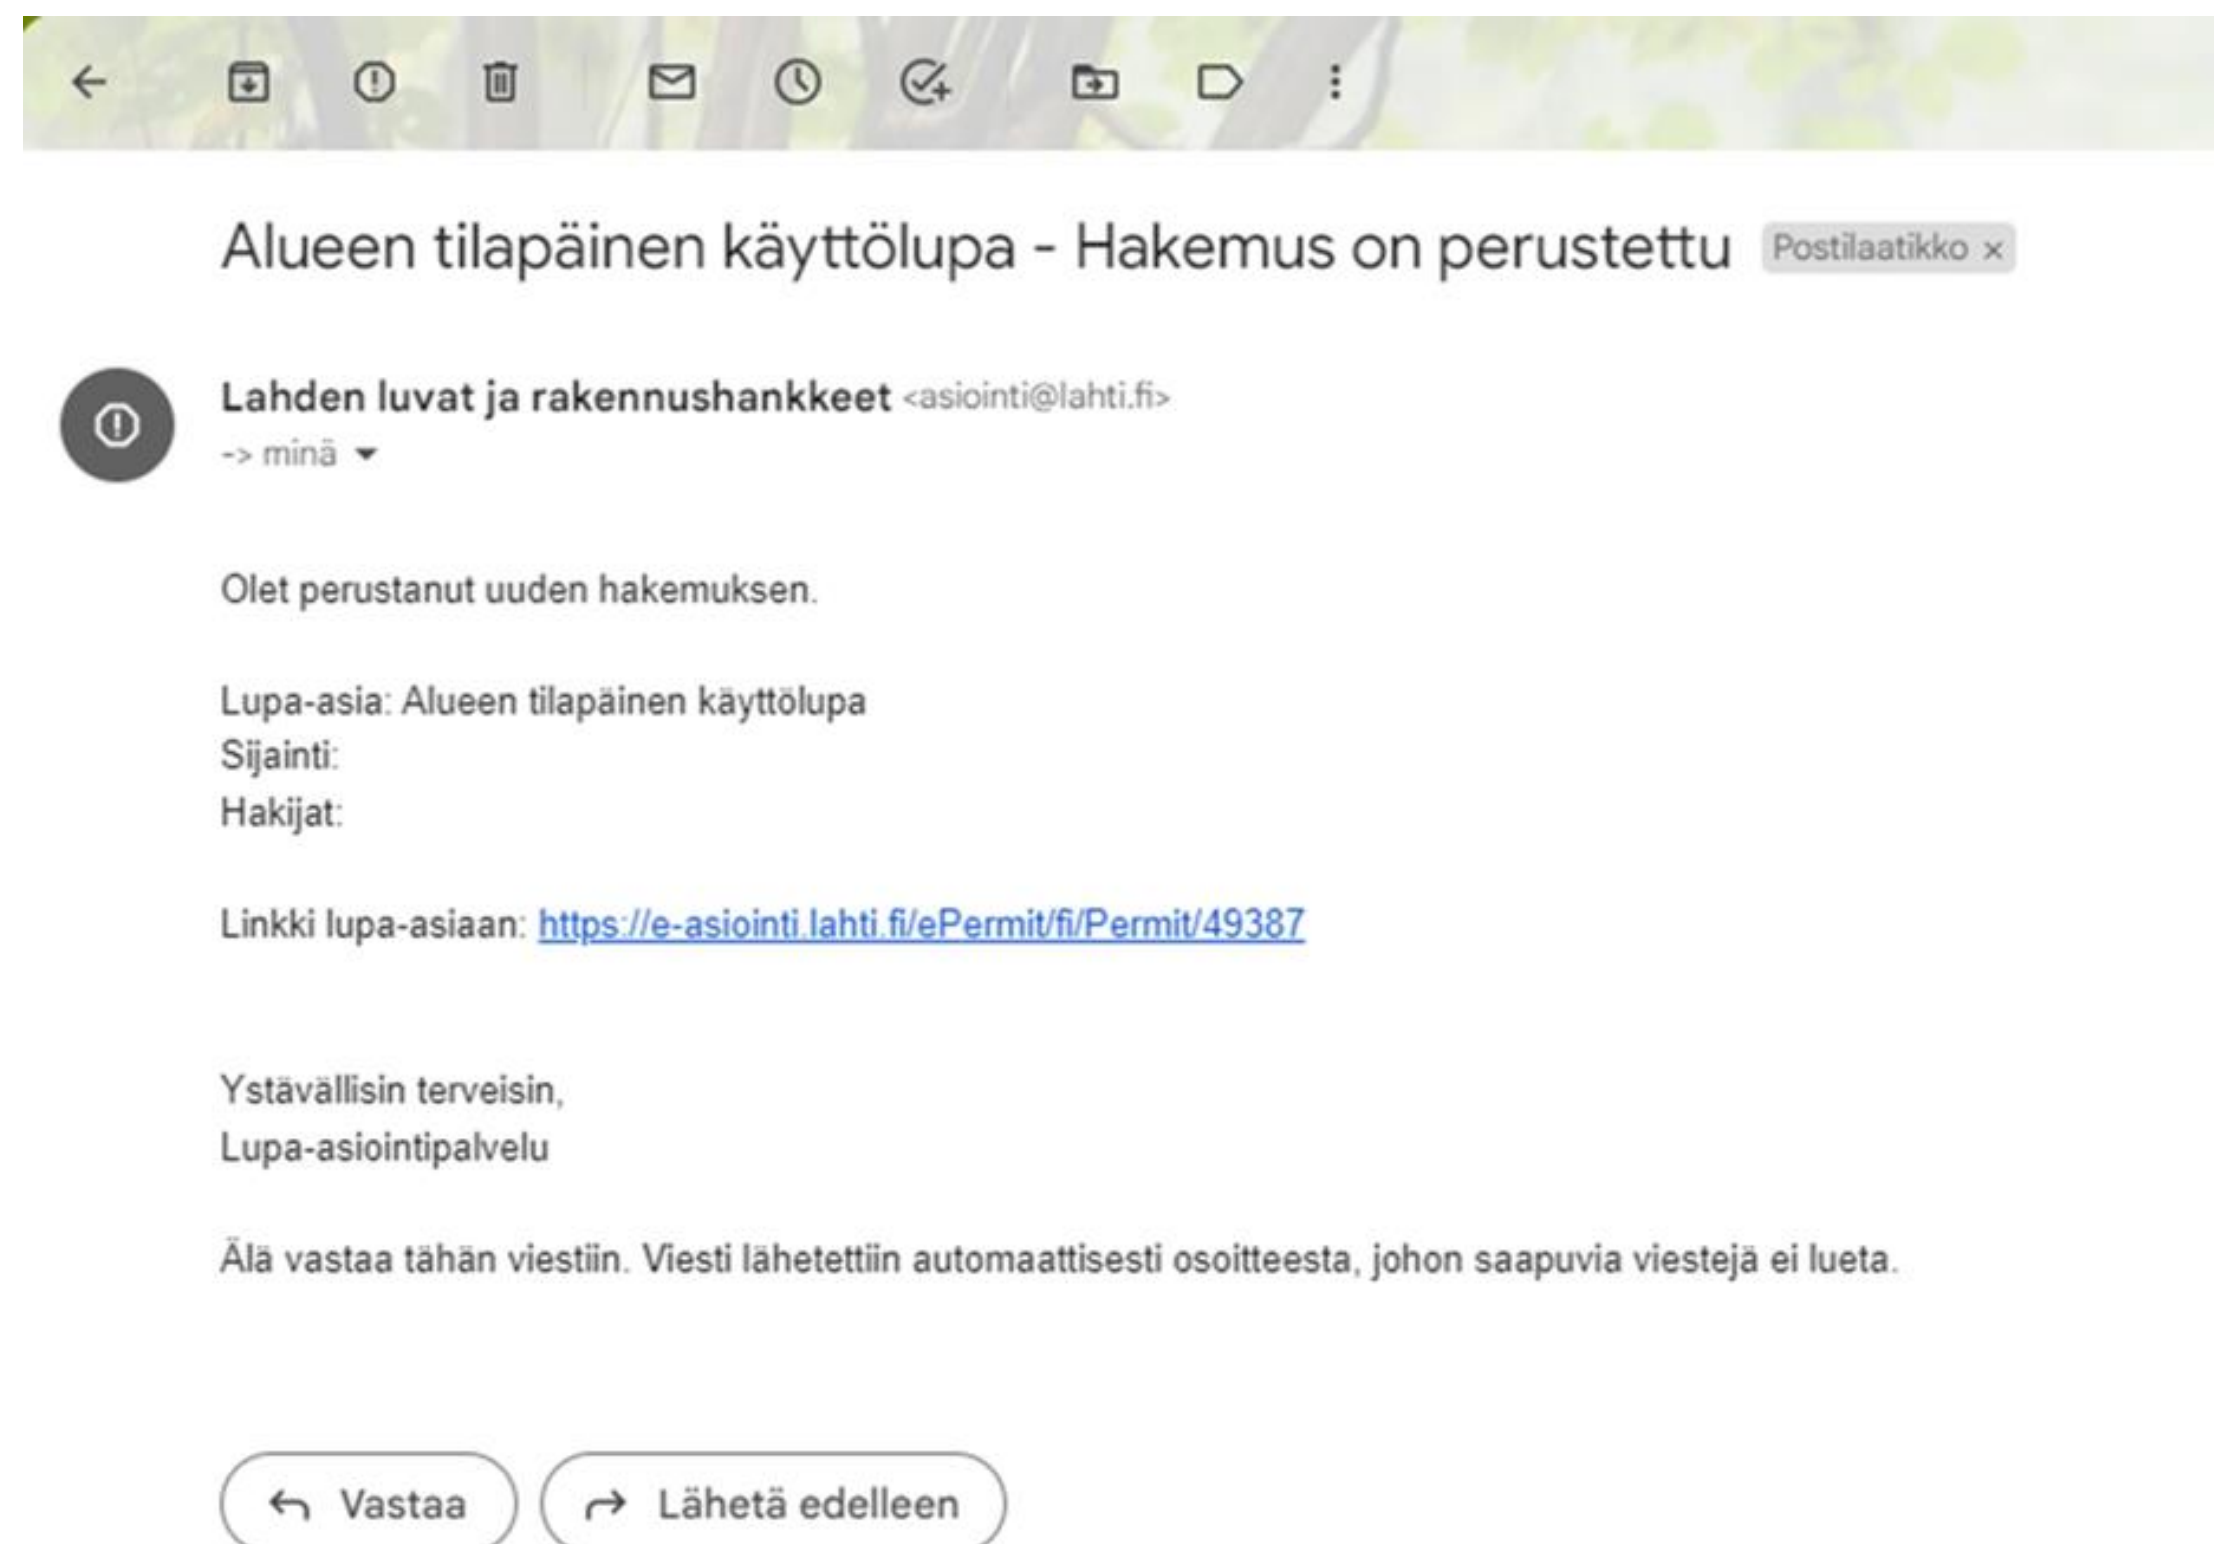 Alueen tilapäinen käyttölupa - Hakemus on perustettu Postilaatikko ×
Lahden luvat ja rakennushankkeet <asiointi@lahti.fi>
-> minä
Olet perustanut uuden hakemuksen.
Lupa-asia: Alueen tilapäinen käyttölupa
Sijainti:
Hakijat:
Linkki lupa-asiaan: https://e-asiointi.lahti.fi/ePermit/fi/Permit/49387
Ystävällisin terveisin,
Lupa-asiointipalvelu
Älä vastaa tähän viestiin. Viesti lähetettiin automaattisesti osoitteesta, johon saapuvia viestejä ei lueta.
Vastaa Lähetä edelleen